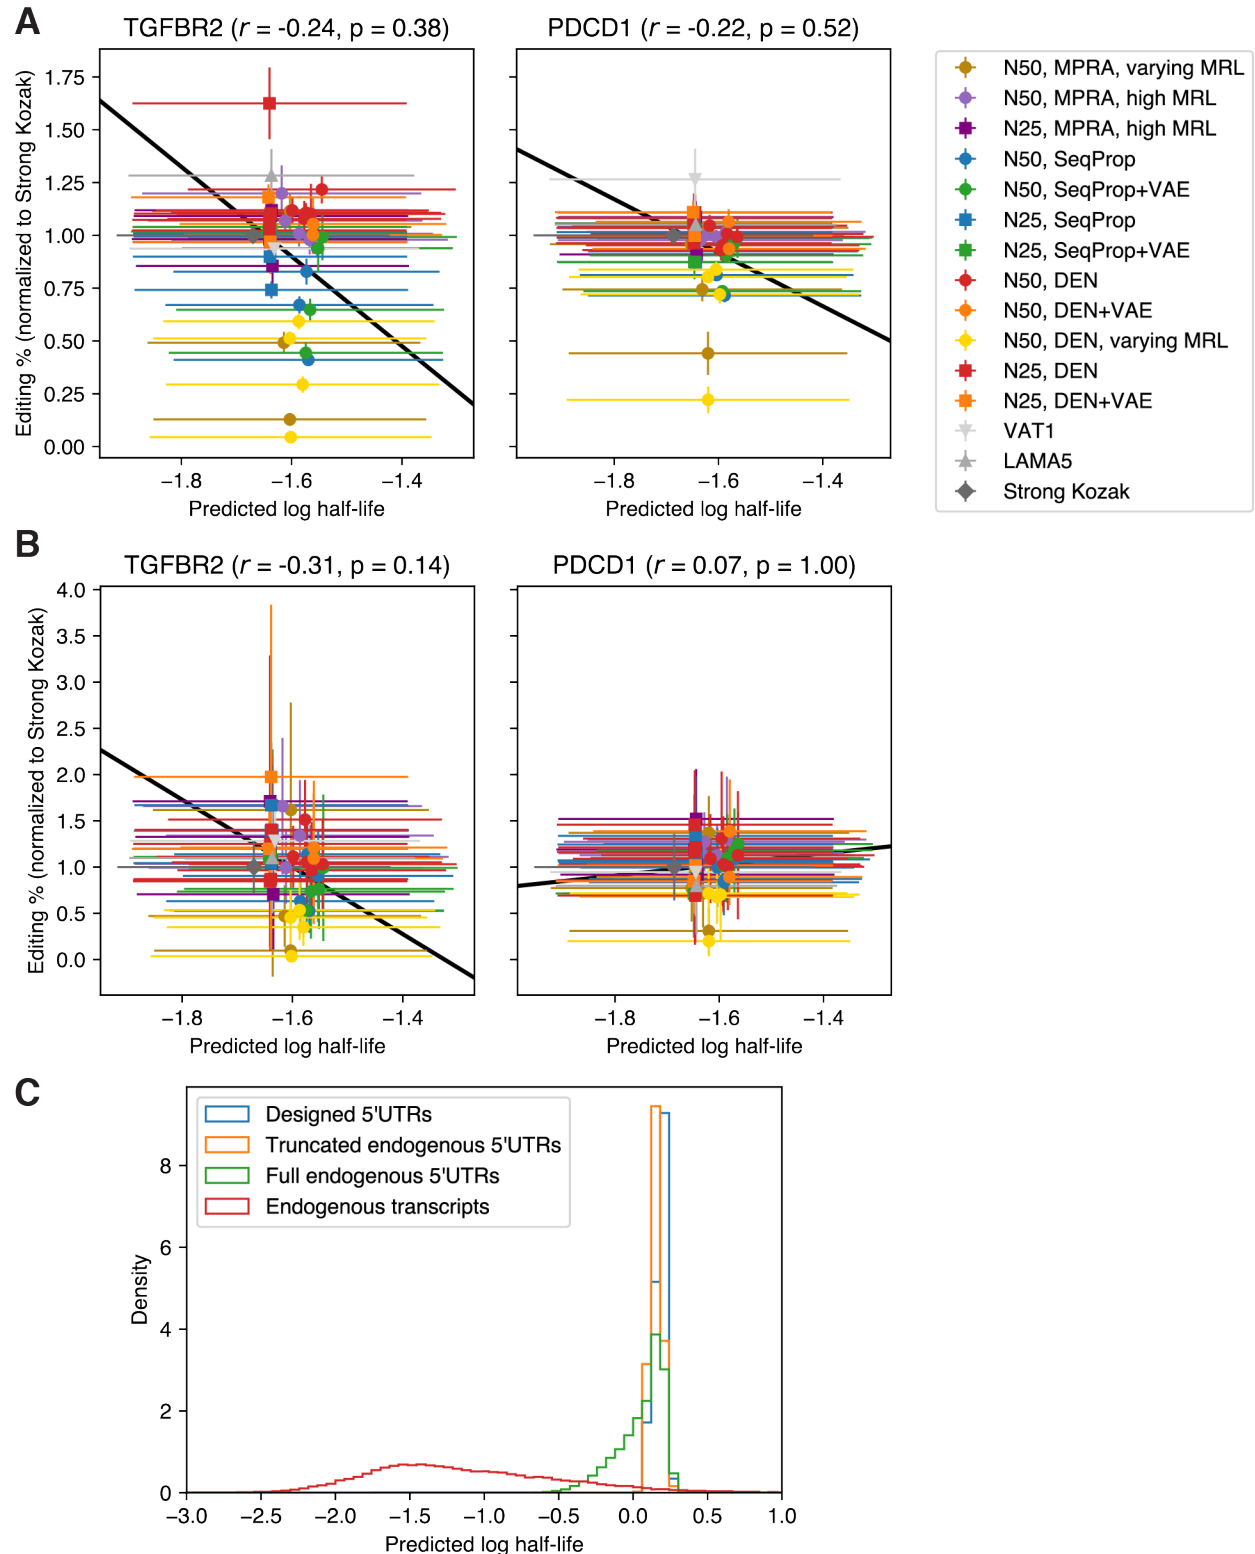 A
TGFBR2 (r = -0.24, p = 0.38)
PDCD1 (r = -0.22, p = 0.52)
Editing % (normalized to Strong Kozak)
1.75
1.50
1.25
1.00
0.75
0.50
0.25
0.00
−1.8
−1.6
−1.4
−1.8
−1.6
−1.4
Predicted log half-life
Predicted log half-life
N50, MPRA, varying MRL
N50, MPRA, high MRL
N25, MPRA, high MRL
N50, SeqProp
N50, SeqProp+VAE
N25, SeqProp
N25, SeqProp+VAE
N50, DEN
N50, DEN+VAE
N50, DEN, varying MRL
N25, DEN
N25, DEN+VAE
VAT1
LAMA5
Strong Kozak
B
TGFBR2 (r = -0.31, p = 0.14)
PDCD1 (r = 0.07, p = 1.00)
Editing % (normalized to Strong Kozak)
4.0
3.5
3.0
2.5
2.0
1.5
1.0
0.5
0.0
−1.8
−1.6
−1.4
−1.8
−1.6
−1.4
Predicted log half-life
Predicted log half-life
C
Designed 5'UTRs
Truncated endogenous 5'UTRs
Full endogenous 5'UTRs
Endogenous transcripts
Density
8
6
4
2
0
−3.0
−2.5
−2.0
−1.5
−1.0
−0.5
0.0
0.5
1.0
Predicted log half-life